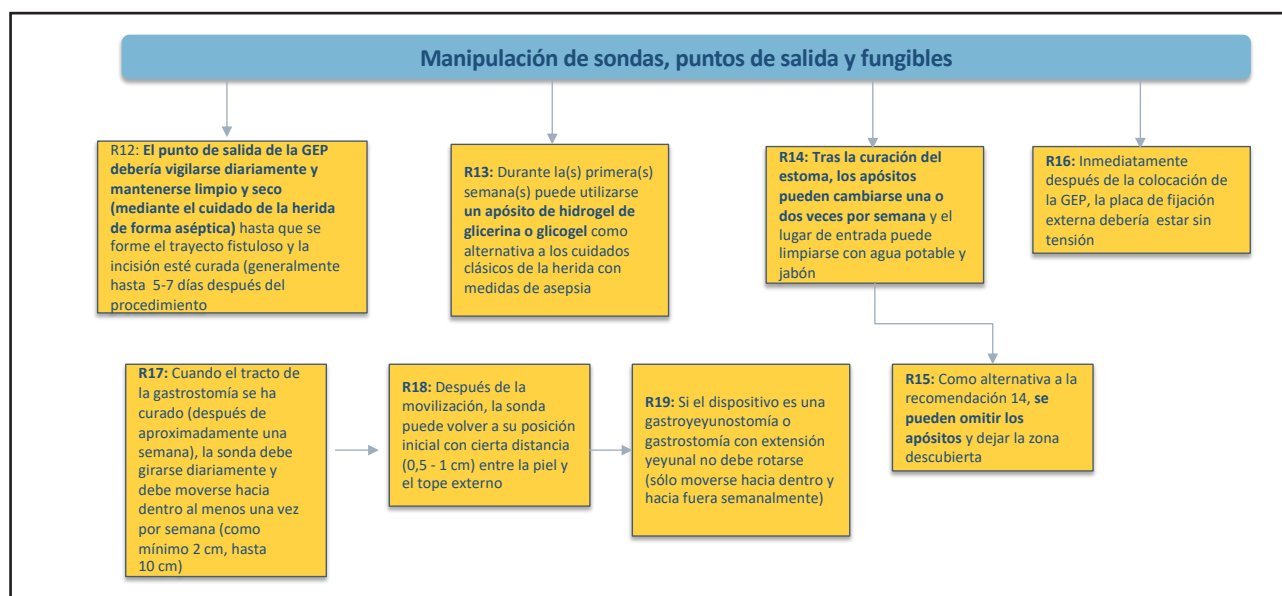 Manipulación de sondas, puntos de salida y fungibles
R12: El punto de salida de la GEP
debería vigilarse diariamente y
mantenerse limpio y seco
(mediante el cuidado de la herida
de forma aséptica) hasta que se
forme el trayecto fistuloso y la
incisión esté curada (generalmente
hasta 5-7 días después del
procedimiento
R13: Durante la(s) primera(s)
semana(s) puede utilizarse
un apósito de hidrogel de
glicerina o glicogel como
alternativa a los cuidados
clásicos de la herida con
medidas de asepsia
R14: Tras la curación del
estoma, los apósitos
pueden cambiarse una o
dos veces por semana y el
lugar de entrada puede
limpiarse con agua potable y
jabón
R16: Inmediatamente
después de la colocación de
la GEP, la placa de fijación
externa debería estar sin
tensión
R17: Cuando el tracto de
la gastrostomía se ha
curado (después de
aproximadamente una
semana), la sonda debe
girarse diariamente y
debe moverse hacia
dentro al menos una vez
por semana (como
mínimo 2 cm, hasta
10 cm)
R18: Después de la
movilización, la sonda
puede volver a su posición
inicial con cierta distancia
(0,5 - 1 cm) entre la piel y
el tope externo
R19: Si el dispositivo es una
gastroyeyunostomía o
gastrostomía con extensión
yeyunal no debe rotarse
(sólo moverse hacia dentro y
hacia fuera semanalmente)
R15: Como alternativa a la
recomendación 14, se
pueden omitir los
apósitos y dejar la zona
descubierta